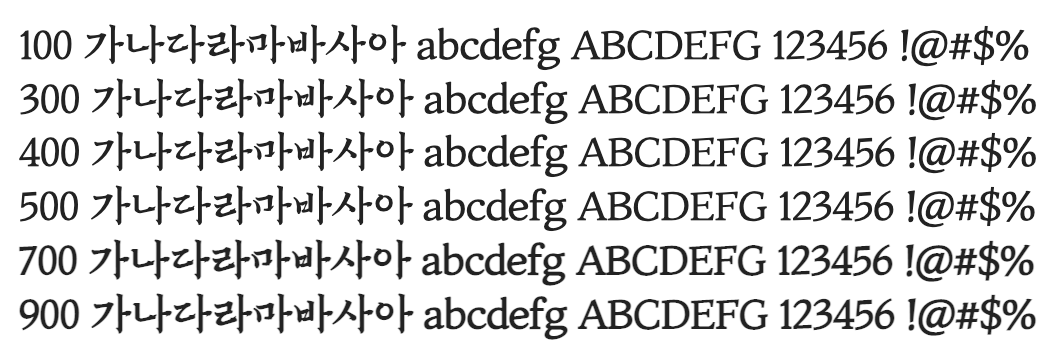 100 가나다라마바사아 abcdefg ABCDEFG 123456 !@#$%
300 가나다라마바사아 abcdefg ABCDEFG 123456 !@#$%
400 가나다라마바사아 abcdefg ABCDEFG 123456 !@#$%
500 가나다라마바사아 abcdefg ABCDEFG 123456 !@#$%
700 가나다라마바사아 abcdefg ABCDEFG 123456 !@#$%
900 가나다라마바사아 abcdefg ABCDEFG 123456 !@#$%